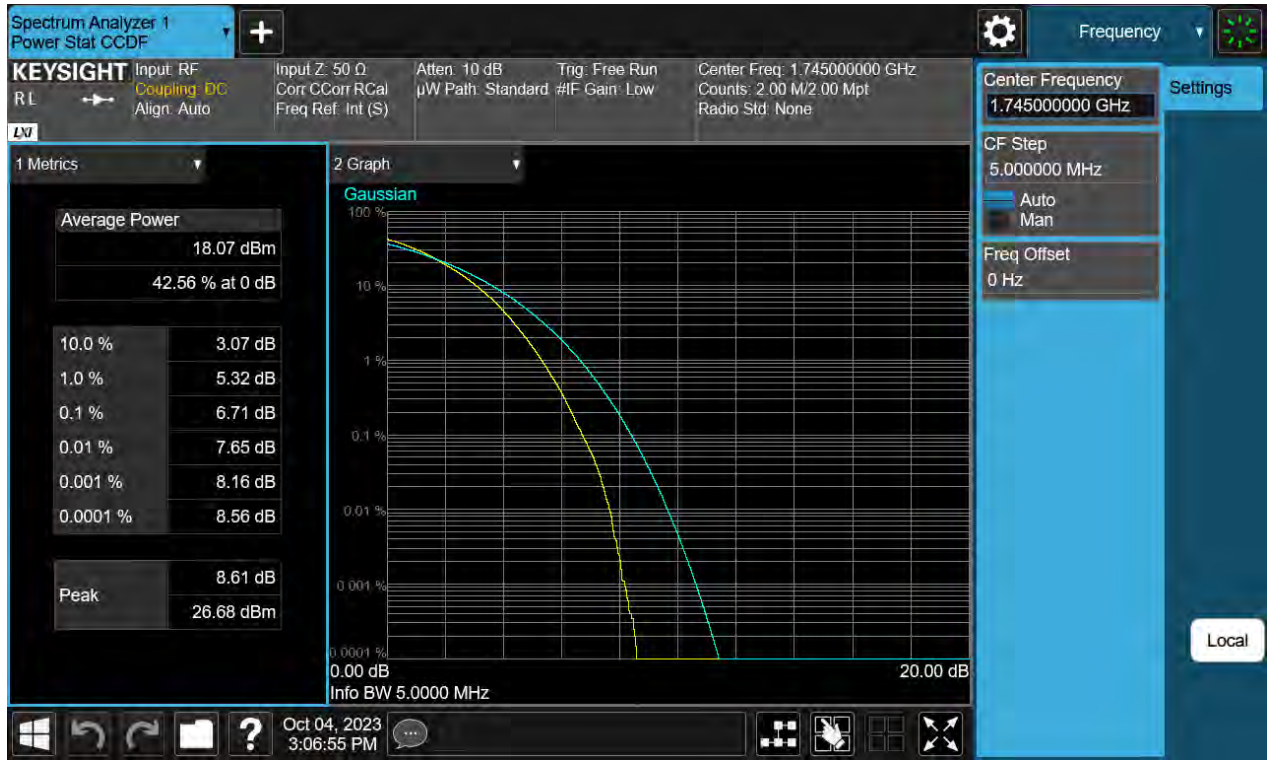 Spectrum Analyzer 1
Power Stat CCDF
Frequency
KEYSIGHT
RL
LXI
Input: RF
Coupling: DC
Align: Auto
Input Z: 50 Ω
Corr CCorr RCal
Freq Ref: Int (S)
Atten: 10 dB
µW Path: Standard
Trig: Free Run
#IF Gain: Low
Center Freq: 1.745000000 GHz
Counts: 2.00 M/2.00 Mpt
Radio Std: None
Center Frequency
1.745000000 GHz
Settings
CF Step
5.000000 MHz
Auto
Man
Freq Offset
0 Hz
1 Metrics
Average Power
18.07 dBm
42.56 % at 0 dB
10.0 % 3.07 dB
1.0 % 5.32 dB
0.1 % 6.71 dB
0.01 % 7.65 dB
0.001 % 8.16 dB
0.0001 % 8.56 dB
Peak
8.61 dB
26.68 dBm
2 Graph
Gaussian
100 %
10 %
1 %
0.1 %
0.01 %
0.001 %
0.0001 %
0.00 dB 20.00 dB
Info BW 5.0000 MHz
Local
?
Oct 04, 2023
3:06:55 PM